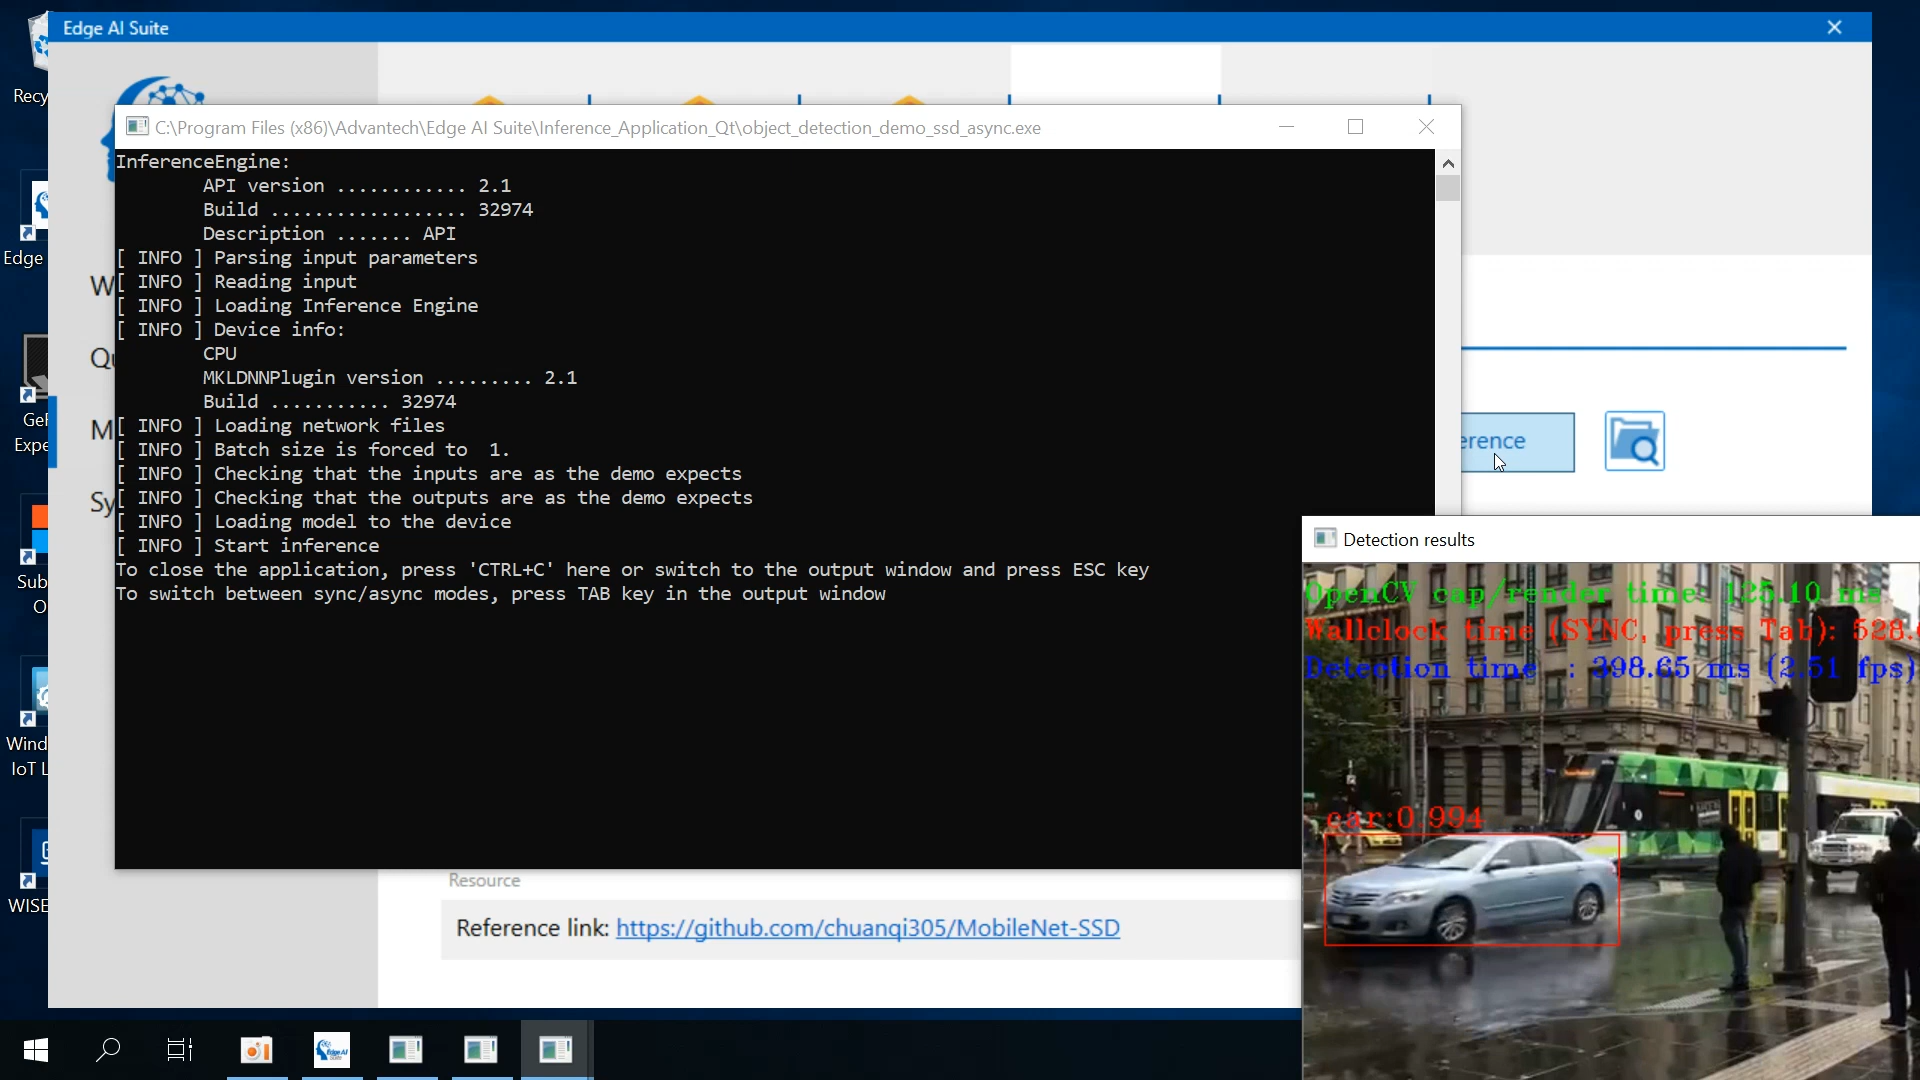 Edge AI Suite
Recy
Edge
GeF
Expe
Sub
O
Wind
IoT L
WISE
W
Qu
M
Sy
C:\Program Files (x86)\Advantech\Edge AI Suite\Inference_Application_Qt\object_detection_demo_ssd_async.exe
InferenceEngine:
API version ............ 2.1
Build .................. 32974
Description ....... API
[ INFO ] Parsing input parameters
[ INFO ] Reading input
[ INFO ] Loading Inference Engine
[ INFO ] Device info:
CPU
MKLDNNPlugin version ......... 2.1
Build ........... 32974
[ INFO ] Loading network files
[ INFO ] Batch size is forced to  1.
[ INFO ] Checking that the inputs are as the demo expects
[ INFO ] Checking that the outputs are as the demo expects
[ INFO ] Loading model to the device
[ INFO ] Start inference
To close the application, press 'CTRL+C' here or switch to the output window and press ESC key
To switch between sync/async modes, press TAB key in the output window
erence
Detection results
OpenCV cap/render time: 125.10 ms
Wallclock time (SYNC, press Tab): 528.
Detection time : 398.65 ms (2.51 fps)
car:0.994
Resource
Reference link: https://github.com/chuanqi305/MobileNet-SSD
Edge AI